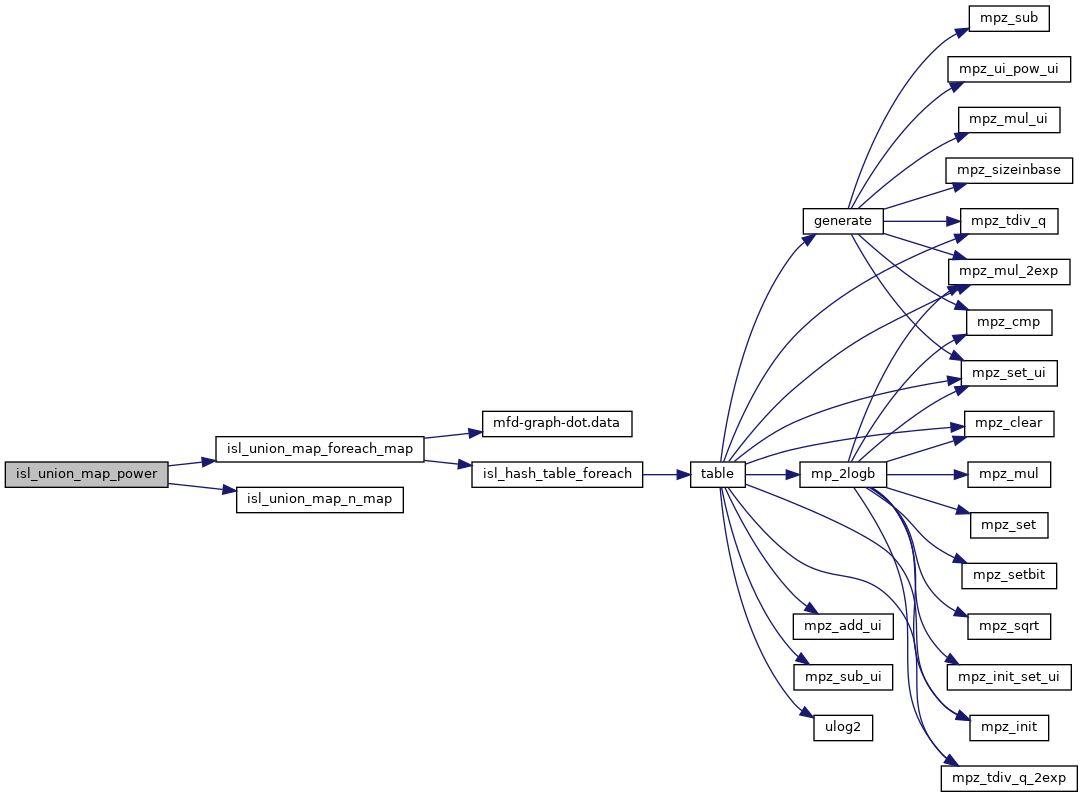 isl_union_map_power
isl_union_map_foreach_map
isl_union_map_n_map
mfd-graph-dot.data
isl_hash_table_foreach
table
generate
mp_2logb
mpz_add_ui
mpz_sub_ui
ulog2
mpz_sub
mpz_ui_pow_ui
mpz_mul_ui
mpz_sizeinbase
mpz_tdiv_q
mpz_mul_2exp
mpz_cmp
mpz_set_ui
mpz_clear
mpz_mul
mpz_set
mpz_setbit
mpz_sqrt
mpz_init_set_ui
mpz_init
mpz_tdiv_q_2exp